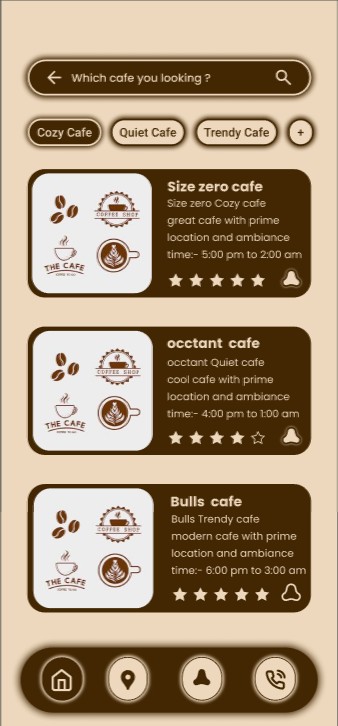 Which cafe you looking ?
Cozy Cafe
Quiet Cafe
Trendy Cafe
+
COFFEE SHOP
THE CAFE
Size zero cafe
Size zero Cozy cafe
great cafe with prime
location and ambiance
time:- 5:00 pm to 2:00 am
COFFEE SHOP
THE CAFE
occtant cafe
occtant Quiet cafe
cool cafe with prime
location and ambiance
time:- 4:00 pm to 1:00 am
COFFEE SHOP
THE CAFE
Bulls cafe
Bulls Trendy cafe
modern cafe with prime
location and ambiance
time:- 6:00 pm to 3:00 am